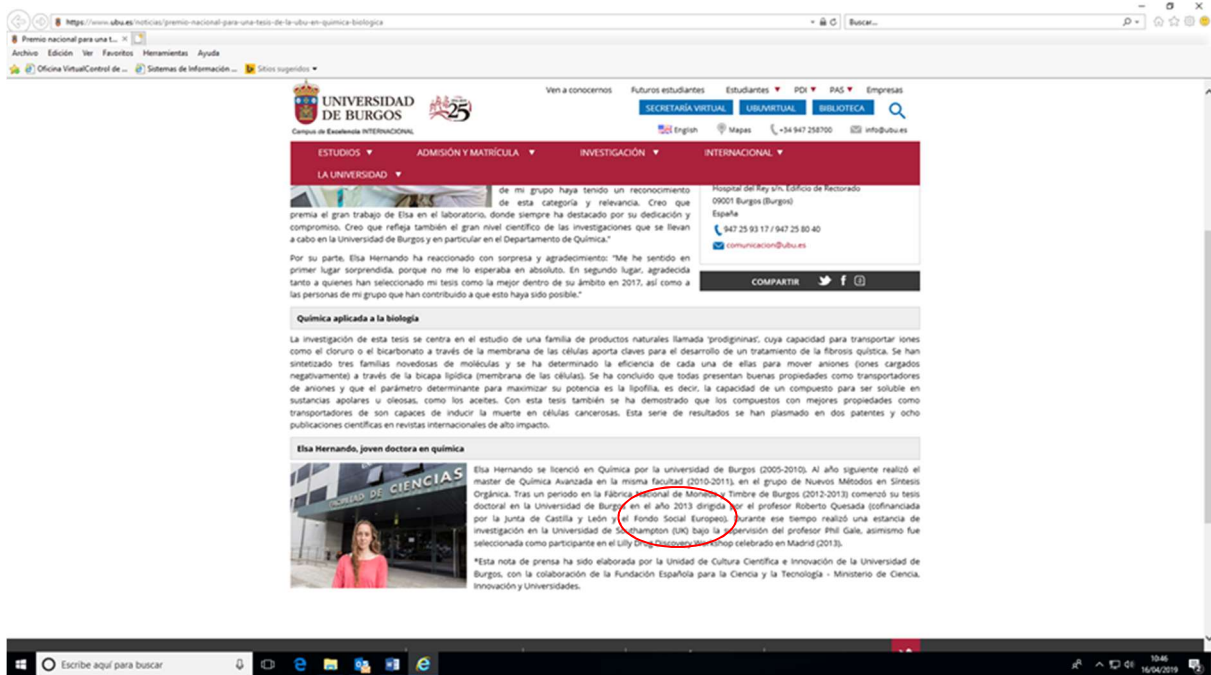 https://www.ubu.es/noticias/premio-nacional-para-una-tesis-de-la-ubu-en-quimica-biologica
Buscar...
Premio nacional para una t...
Archivo Edición Ver Favoritos Herramientas Ayuda
Oficina VirtualControl de ... Sistemas de Información ... Sitios sugeridos
Ven a conocernos Futuros estudiantes Estudiantes PDI PAS Empresas
UNIVERSIDAD
DE BURGOS
25
Campus de Excelencia INTERNACIONAL
SECRETARÍA VIRTUAL UBUVIRTUAL BIBLIOTECA
English Mapas +34 947 258700 info@ubu.es
ESTUDIOS ADMISIÓN Y MATRÍCULA INVESTIGACIÓN INTERNACIONAL
LA UNIVERSIDAD
de mi grupo haya tenido un reconocimiento
de esta categoría y relevancia. Creo que
premia el gran trabajo de Elsa en el laboratorio, donde siempre ha destacado por su dedicación y
compromiso. Creo que refleja también el gran nivel científico de las investigaciones que se llevan
a cabo en la Universidad de Burgos y en particular en el Departamento de Química."
Por su parte, Elsa Hernando ha reaccionado con sorpresa y agradecimiento: "Me he sentido en
primer lugar sorprendida, porque no me lo esperaba en absoluto. En segundo lugar, agradecida
tanto a quienes han seleccionado mi tesis como la mejor dentro de su ámbito en 2017, así como a
las personas de mi grupo que han contribuido a que esto haya sido posible."
Hospital del Rey s/n. Edificio de Rectorado
09001 Burgos (Burgos)
España
947 25 93 17 / 947 25 80 40
comunicacion@ubu.es
COMPARTIR
Química aplicada a la biología
La investigación de esta tesis se centra en el estudio de una familia de productos naturales llamada 'prodigininas', cuya capacidad para transportar iones
como el cloruro o el bicarbonato a través de la membrana de las células aporta claves para el desarrollo de un tratamiento de la fibrosis quística. Se han
sintetizado tres familias novedosas de moléculas y se ha determinado la eficiencia de cada una de ellas para mover aniones (iones cargados
negativamente) a través de la bicapa lipídica (membrana de las células). Se ha concluido que todas presentan buenas propiedades como transportadores
de aniones y que el parámetro determinante para maximizar su potencia es la lipofilia, es decir, la capacidad de un compuesto para ser soluble en
sustancias apolares u oleosas, como los aceites. Con esta tesis también se ha demostrado que los compuestos con mejores propiedades como
transportadores de son capaces de inducir la muerte en células cancerosas. Esta serie de resultados se han plasmado en dos patentes y ocho
publicaciones científicas en revistas internacionales de alto impacto.
Elsa Hernando, joven doctora en química
FACULTAD DE CIENCIAS
Elsa Hernando se licenció en Química por la universidad de Burgos (2005-2010). Al año siguiente realizó el
master de Química Avanzada en la misma facultad (2010-2011), en el grupo de Nuevos Métodos en Síntesis
Orgánica. Tras un periodo en la Fábrica Nacional de Moneda y Timbre de Burgos (2012-2013) comenzó su tesis
doctoral en la Universidad de Burgos en el año 2013 dirigida por el profesor Roberto Quesada (cofinanciada
por la Junta de Castilla y León y el Fondo Social Europeo). Durante ese tiempo realizó una estancia de
investigación en la Universidad de Southampton (UK) bajo la supervisión del profesor Phil Gale, asimismo fue
seleccionada como participante en el Lilly Drug Discovery Workshop celebrado en Madrid (2013).
*Esta nota de prensa ha sido elaborada por la Unidad de Cultura Científica e Innovación de la Universidad de
Burgos, con la colaboración de la Fundación Española para la Ciencia y la Tecnología - Ministerio de Ciencia,
Innovación y Universidades.
Escribe aquí para buscar
10:46
16/04/2019